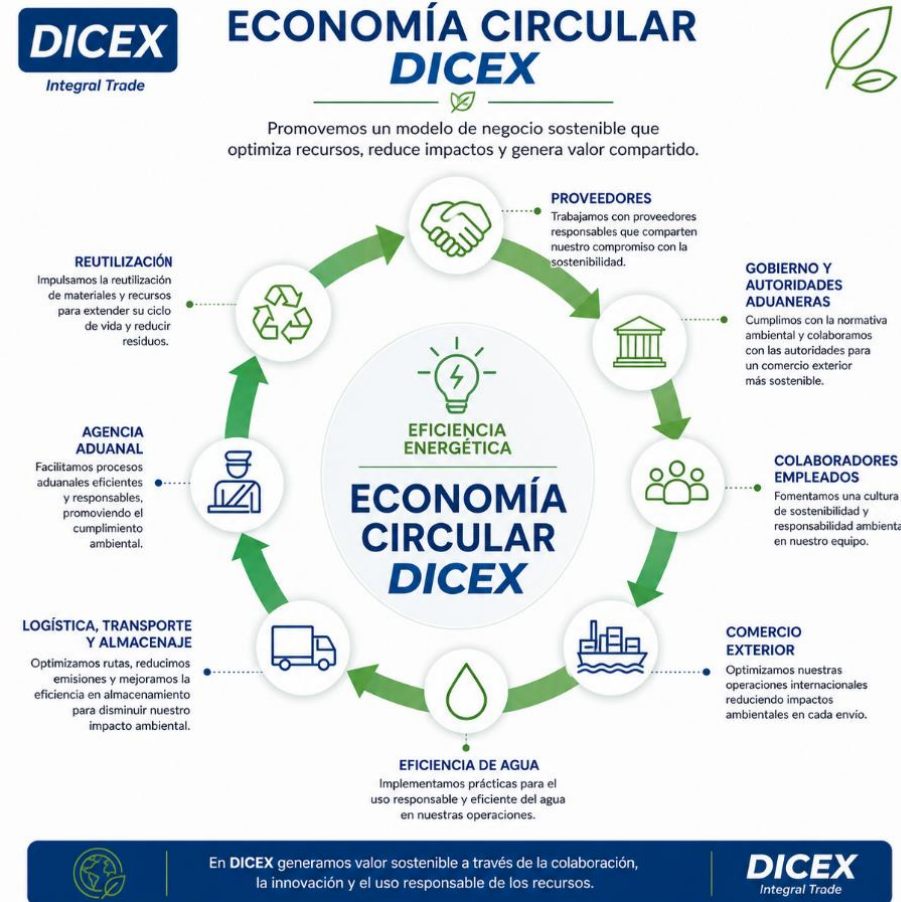 DICEX
Integral Trade
ECONOMÍA CIRCULAR
DICEX
Promovemos un modelo de negocio sostenible que
optimiza recursos, reduce impactos y genera valor compartido.
PROVEEDORES
Trabajamos con proveedores
responsables que comparten
nuestro compromiso con la
sostenibilidad.
GOBIERNO Y
AUTORIDADES
ADUANERAS
Cumplimos con la normativa
ambiental y colaboramos
con las autoridades para
un comercio exterior
más sostenible.
COLABORADORES
EMPLEADOS
Fomentamos una cultura
de sostenibilidad y
responsabilidad ambienta
en nuestro equipo.
COMERCIO
EXTERIOR
Optimizamos nuestras
operaciones internacionales
reduciendo impactos
ambientales en cada envío.
EFICIENCIA DE AGUA
Implementamos prácticas para el
uso responsable y eficiente del agua
en nuestras operaciones.
LOGÍSTICA, TRANSPORTE
Y ALMACENAJE
Optimizamos rutas, reducimos
emisiones y mejoramos la
eficiencia en almacenamiento
para disminuir nuestro
impacto ambiental.
AGENCIA
ADUANAL
Facilitamos procesos
aduanales eficientes
y responsables,
promoviendo el
cumplimiento
ambiental.
REUTILIZACIÓN
Impulsamos la reutilización
de materiales y recursos
para extender su ciclo
de vida y reducir
residuos.
EFICIENCIA
ENERGÉTICA
ECONOMÍA
CIRCULAR
DICEX
En DICEX generamos valor sostenible a través de la colaboración,
la innovación y el uso responsable de los recursos.
DICEX
Integral Trade